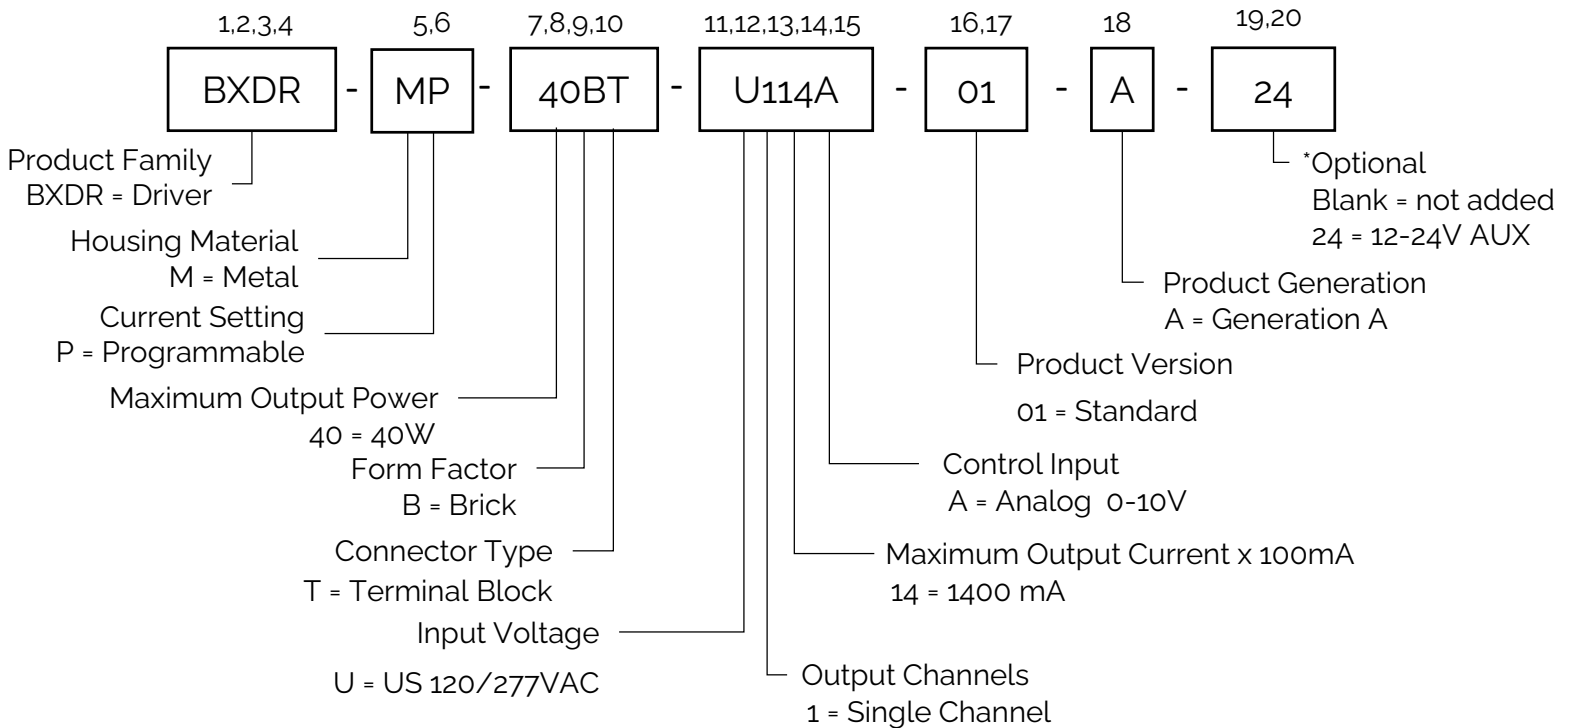 1,2,3,4 5,6 7,8,9,10 11,12,13,14,15 16,17 18 19,20
BXDR - MP - 40BT - U114A - 01 - A - 24
Product Family
BXDR = Driver
*Optional
Blank = not added
24 = 12-24V AUX
Housing Material
M = Metal
Product Generation
A = Generation A
Current Setting
P = Programmable
Product Version
01 = Standard
Maximum Output Power
40 = 40W
Form Factor
B = Brick
Control Input
A = Analog 0-10V
Connector Type
T = Terminal Block
Maximum Output Current x 100mA
14 = 1400 mA
Input Voltage
U = US 120/277VAC
Output Channels
1 = Single Channel